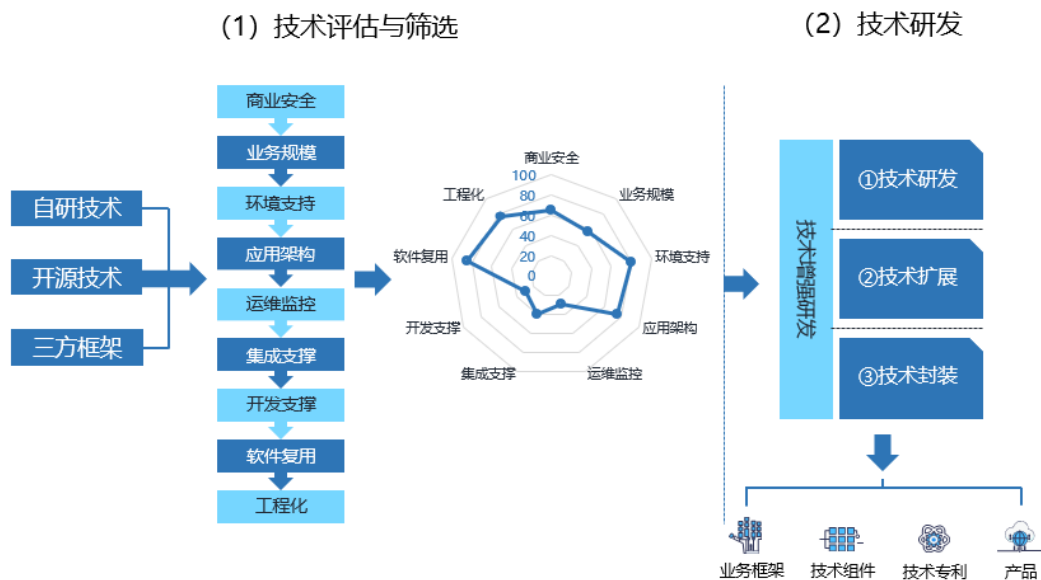 （1）技术评估与筛选
（2）技术研发
自研技术
开源技术
三方框架
商业安全
业务规模
环境支持
应用架构
运维监控
集成支撑
开发支撑
软件复用
工程化
商业安全
业务规模
环境支持
应用架构
运维监控
集成支撑
开发支撑
软件复用
工程化
100
80
60
40
20
0
技术增强研发
①技术研发
②技术扩展
③技术封装
业务框架
技术组件
技术专利
产品